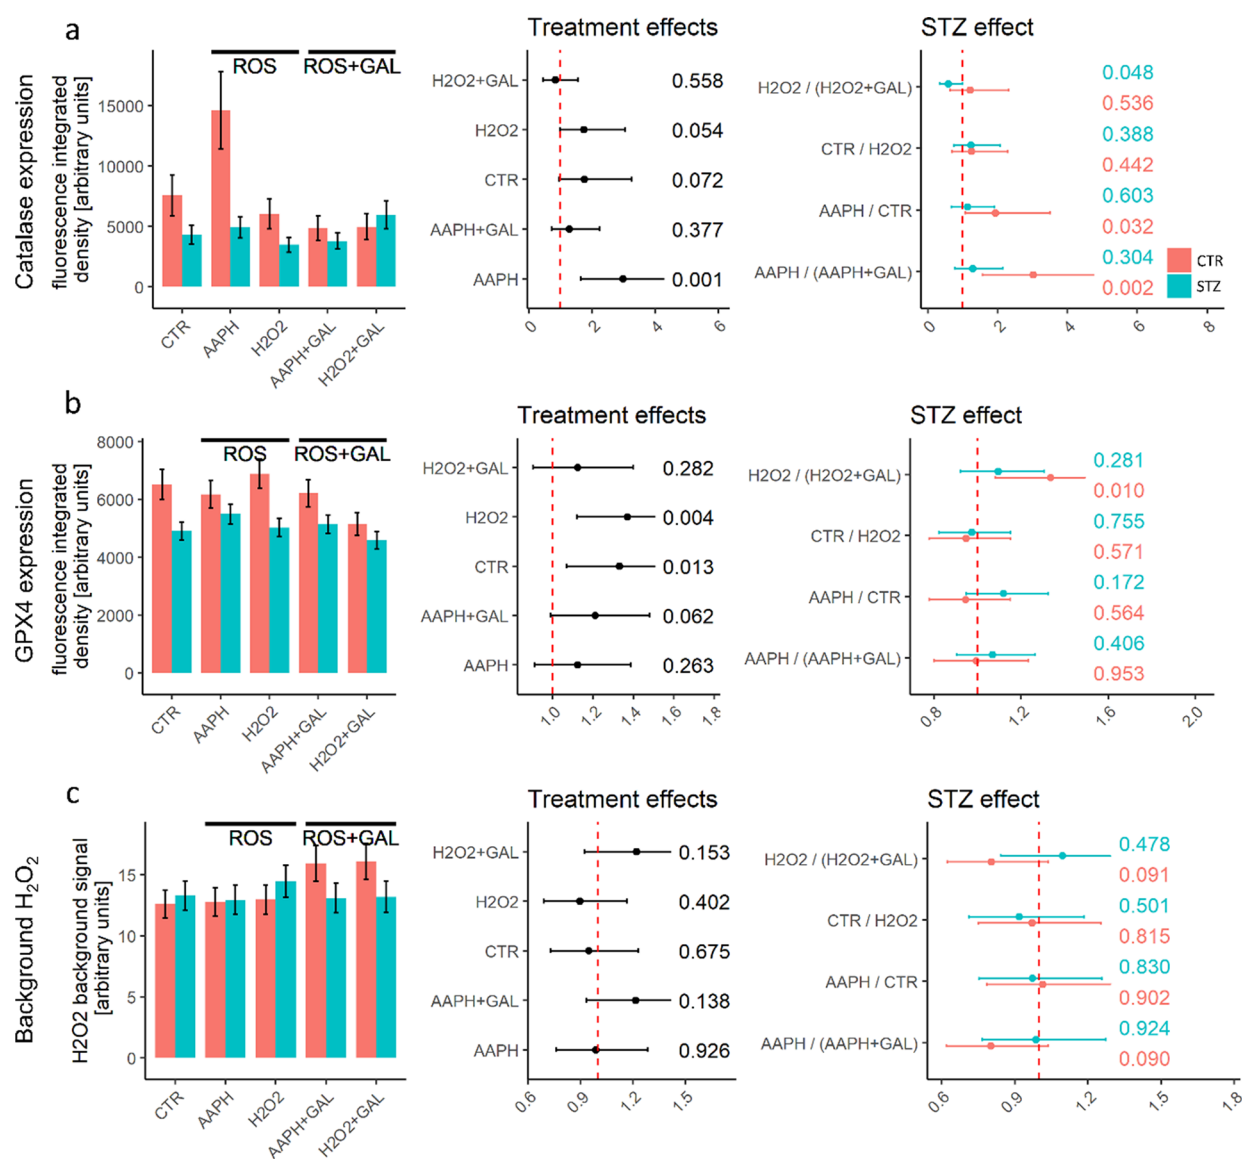 a
Catalase expression
fluorescence integrated
density [arbitrary units]
15000
10000
5000
0
ROS
ROS+GAL
CTR
AAPH
H2O2
AAPH+GAL
H2O2+GAL
Treatment effects
H2O2+GAL
0.558
H2O2
0.054
CTR
0.072
AAPH+GAL
0.377
AAPH
0.001
0
2
4
6
STZ effect
H2O2 / (H2O2+GAL)
0.048
0.536
CTR / H2O2
0.388
0.442
AAPH / CTR
0.603
0.032
AAPH / (AAPH+GAL)
0.304
0.002
CTR
STZ
0
2
4
6
8
b
GPX4 expression
fluorescence integrated
density [arbitrary units]
8000
6000
4000
2000
0
ROS
ROS+GAL
CTR
AAPH
H2O2
AAPH+GAL
H2O2+GAL
Treatment effects
H2O2+GAL
0.282
H2O2
0.004
CTR
0.013
AAPH+GAL
0.062
AAPH
0.263
1.0
1.2
1.4
1.6
1.8
STZ effect
H2O2 / (H2O2+GAL)
0.281
0.010
CTR / H2O2
0.755
0.571
AAPH / CTR
0.172
0.564
AAPH / (AAPH+GAL)
0.406
0.953
0.8
1.2
1.6
2.0
c
Background H₂O₂
H2O2 background signal
[arbitrary units]
15
10
5
0
ROS
ROS+GAL
CTR
AAPH
H2O2
AAPH+GAL
H2O2+GAL
Treatment effects
H2O2+GAL
0.153
H2O2
0.402
CTR
0.675
AAPH+GAL
0.138
AAPH
0.926
0.6
0.9
1.2
1.5
STZ effect
H2O2 / (H2O2+GAL)
0.478
0.091
CTR / H2O2
0.501
0.815
AAPH / CTR
0.830
0.902
AAPH / (AAPH+GAL)
0.924
0.090
0.6
0.9
1.2
1.5
1.8